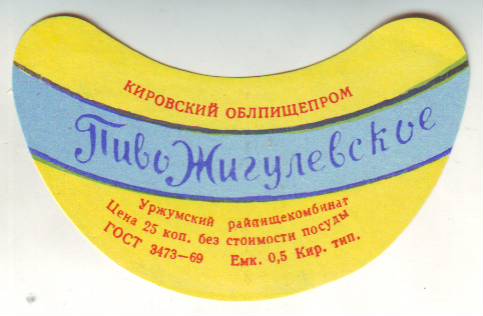 КИРОВСКИЙ ОБЛПИЩЕПРОМ
Пиво Жигулевское
Уржумский райпищекомбинат
Цена 25 коп. без стоимости посуды
ГОСТ 3473—69 Емк. 0,5 Кир. тип.